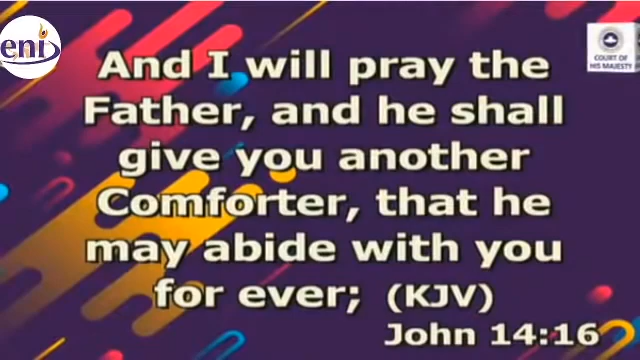 eni
COURT OF
HIS MAJESTY
And I will pray the
Father, and he shall
give you another
Comforter, that he
may abide with you
for ever; (KJV)
John 14:16